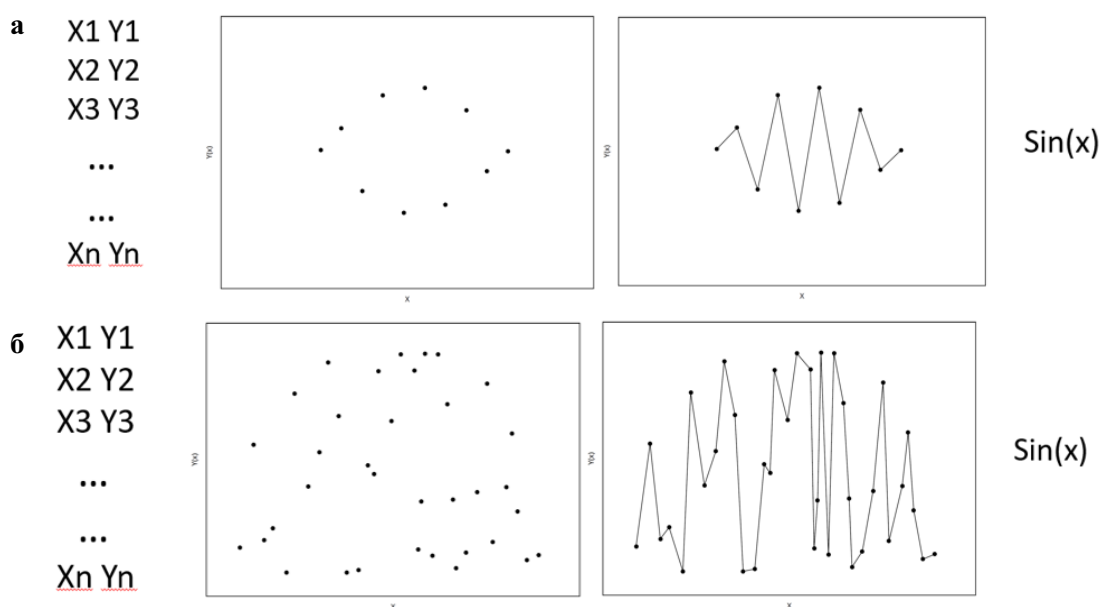 а
X1 Y1
X2 Y2
X3 Y3
...
...
Xn Yn
Y(x)
X
Y(x)
X
Sin(x)
б
X1 Y1
X2 Y2
X3 Y3
...
...
Xn Yn
Y(x)
X
Y(x)
X
Sin(x)